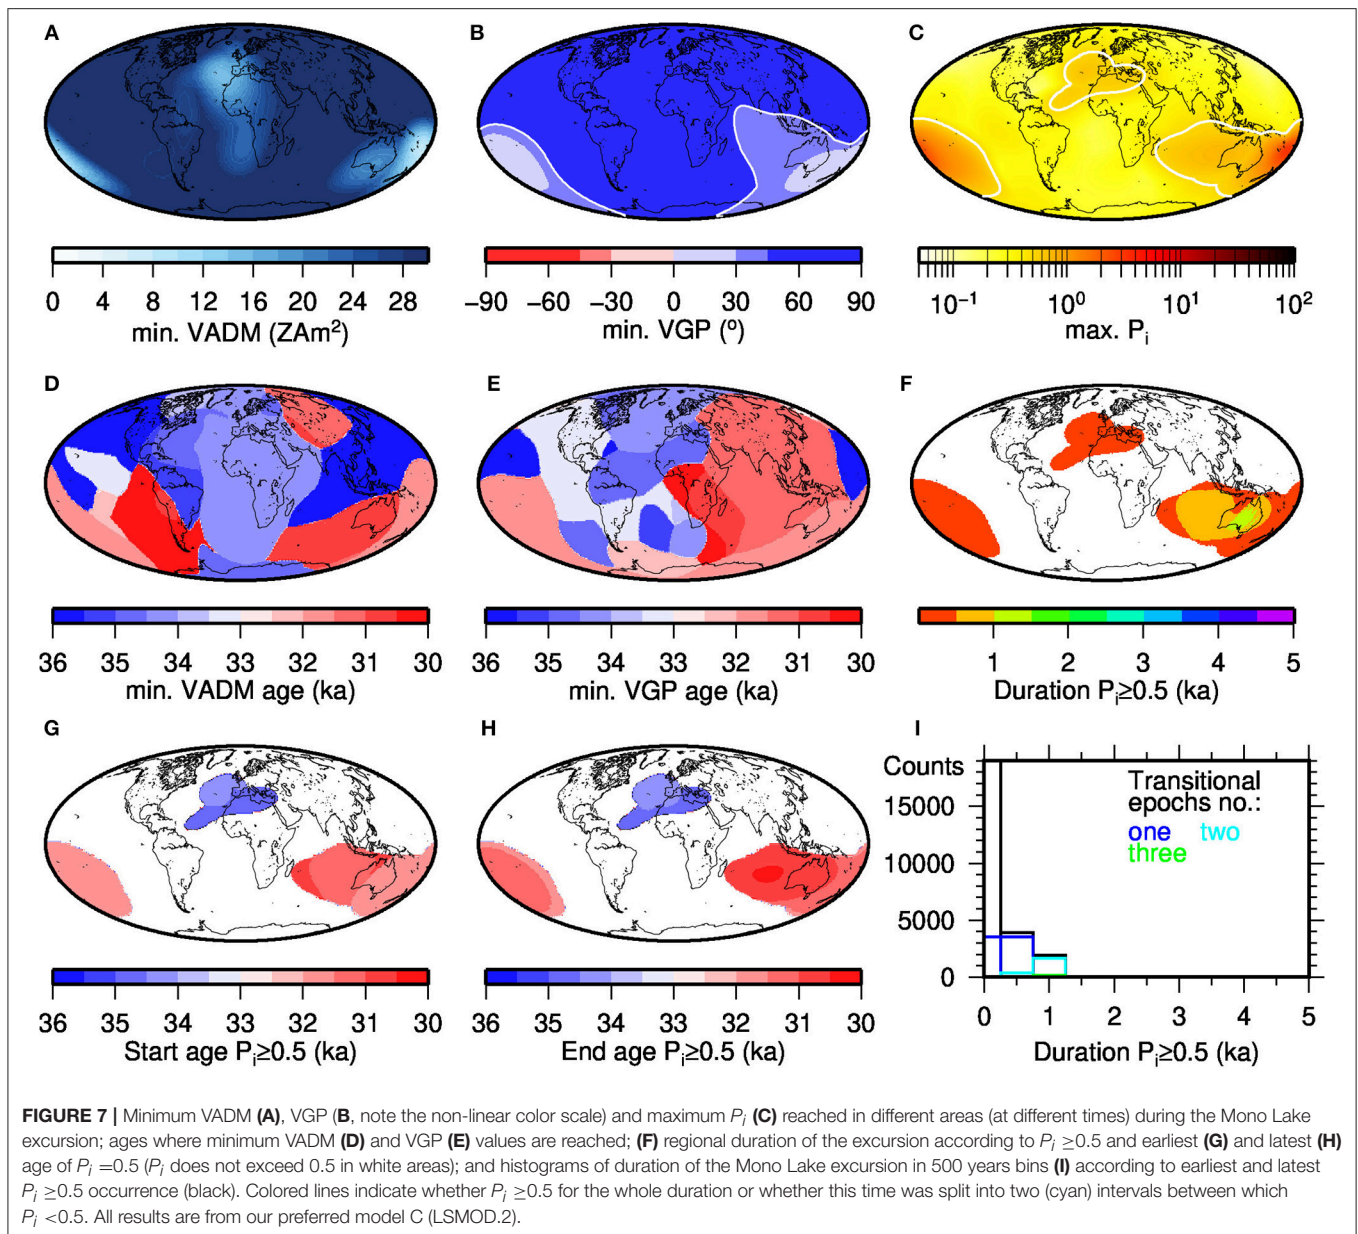 A
B
C
0 4 8 12 16 20 24 28
min. VADM (ZAm²)
−90 −60 −30 0 30 60 90
min. VGP (º)
10⁻¹ 10⁰ 10¹ 10²
max. Pᵢ
D
E
F
36 35 34 33 32 31 30
min. VADM age (ka)
36 35 34 33 32 31 30
min. VGP age (ka)
1 2 3 4 5
Duration Pᵢ≥0.5 (ka)
G
H
I
36 35 34 33 32 31 30
Start age Pᵢ≥0.5 (ka)
36 35 34 33 32 31 30
End age Pᵢ≥0.5 (ka)
Counts
15000
10000
5000
0
Transitional
epochs no.:
one two
three
0 1 2 3 4 5
Duration Pᵢ≥0.5 (ka)
FIGURE 7 | Minimum VADM (A), VGP (B, note the non-linear color scale) and maximum Pᵢ (C) reached in different areas (at different times) during the Mono Lake
excursion; ages where minimum VADM (D) and VGP (E) values are reached; (F) regional duration of the excursion according to Pᵢ ≥0.5 and earliest (G) and latest (H)
age of Pᵢ =0.5 (Pᵢ does not exceed 0.5 in white areas); and histograms of duration of the Mono Lake excursion in 500 years bins (I) according to earliest and latest
Pᵢ ≥0.5 occurrence (black). Colored lines indicate whether Pᵢ ≥0.5 for the whole duration or whether this time was split into two (cyan) intervals between which
Pᵢ <0.5. All results are from our preferred model C (LSMOD.2).